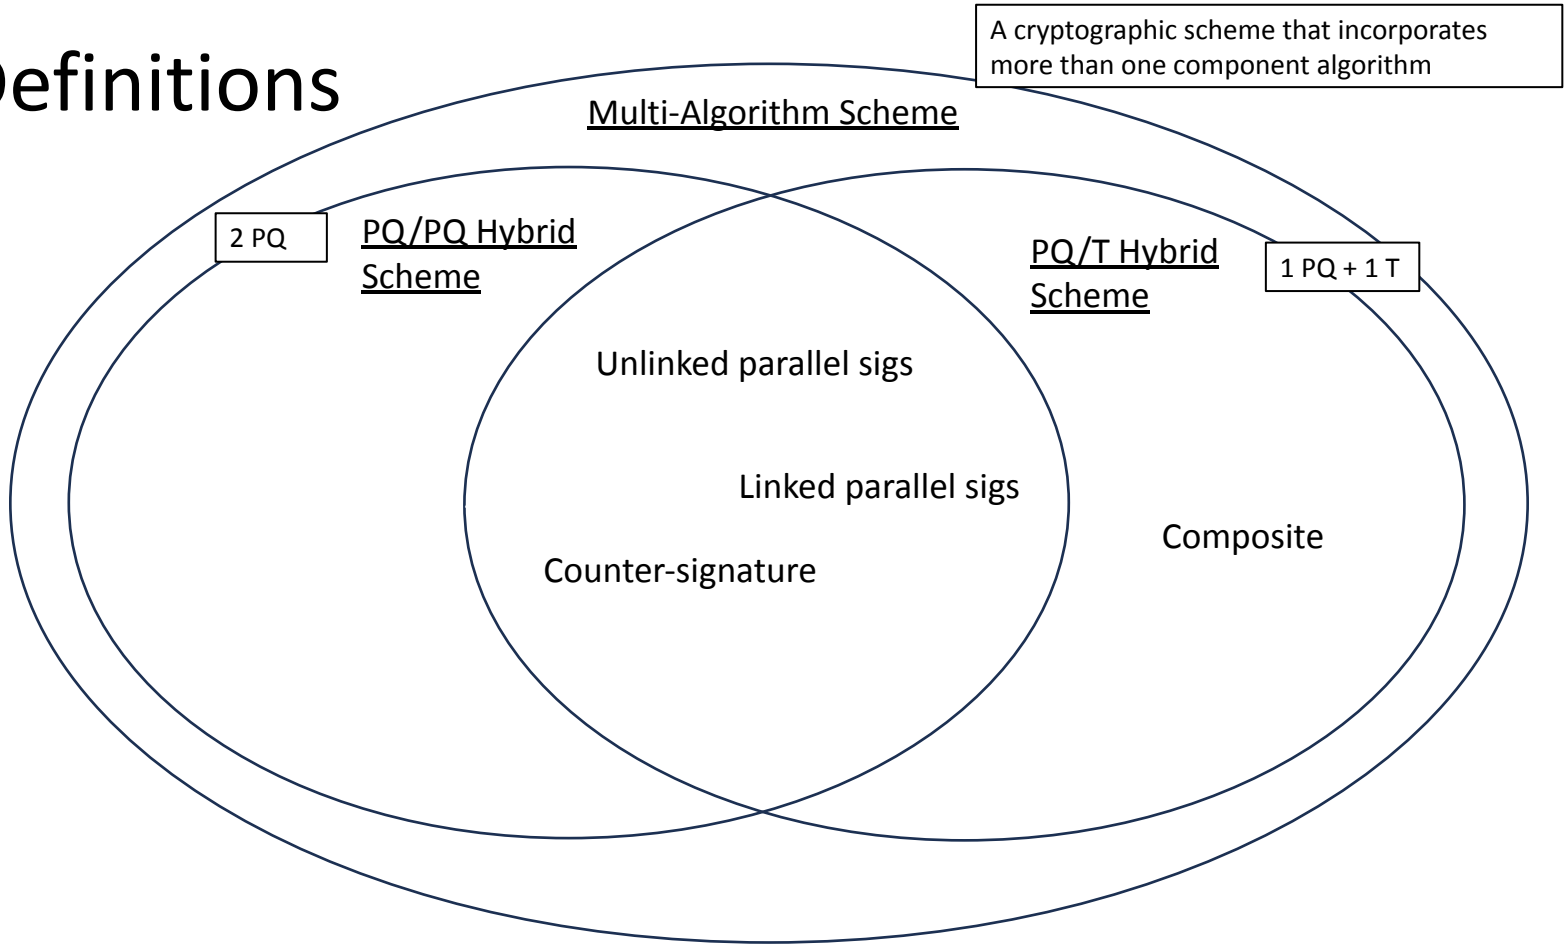 Definitions
A cryptographic scheme that incorporates
more than one component algorithm
Multi-Algorithm Scheme
2 PQ
PQ/PQ Hybrid
Scheme
PQ/T Hybrid
Scheme
1 PQ + 1 T
Unlinked parallel sigs
Linked parallel sigs
Composite
Counter-signature